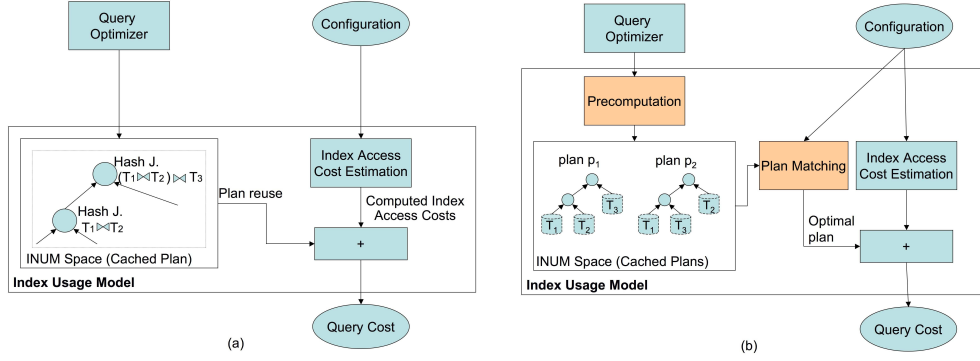 Query
Optimizer
Configuration
Hash J.
(T1⋈T2)⋈T3
Hash J.
T1⋈T2
INUM Space (Cached Plan)
Plan reuse
Index Access
Cost Estimation
Computed Index
Access Costs
+
Index Usage Model
Query Cost
(a)
Query
Optimizer
Configuration
Precomputation
plan p1
plan p2
T1
T2
T3
T1
T3
T2
INUM Space (Cached Plans)
Plan Matching
Index Access
Cost Estimation
Optimal
plan
+
Index Usage Model
Query Cost
(b)